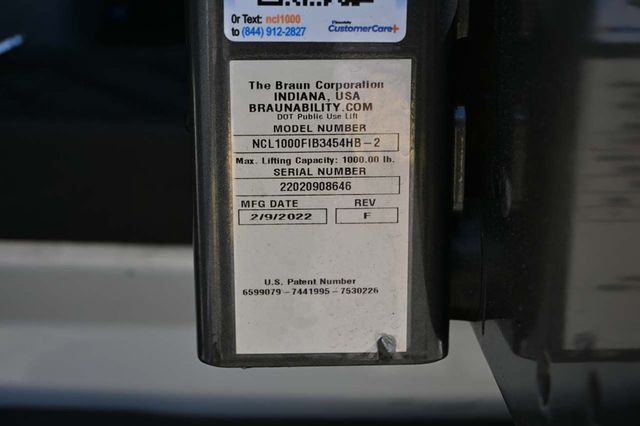 Or Text: ncl1000
to (844) 912-2827
CustomerCare+
The Braun Corporation
INDIANA, USA
BRAUNABILITY.COM
DOT Public Use Lift
MODEL NUMBER
NCL1000FIB3454HB-2
Max. Lifting Capacity: 1000.00 lb.
SERIAL NUMBER
22020908646
MFG DATE REV
2/9/2022 F
U.S. Patent Number
6599079-7441995-7530226